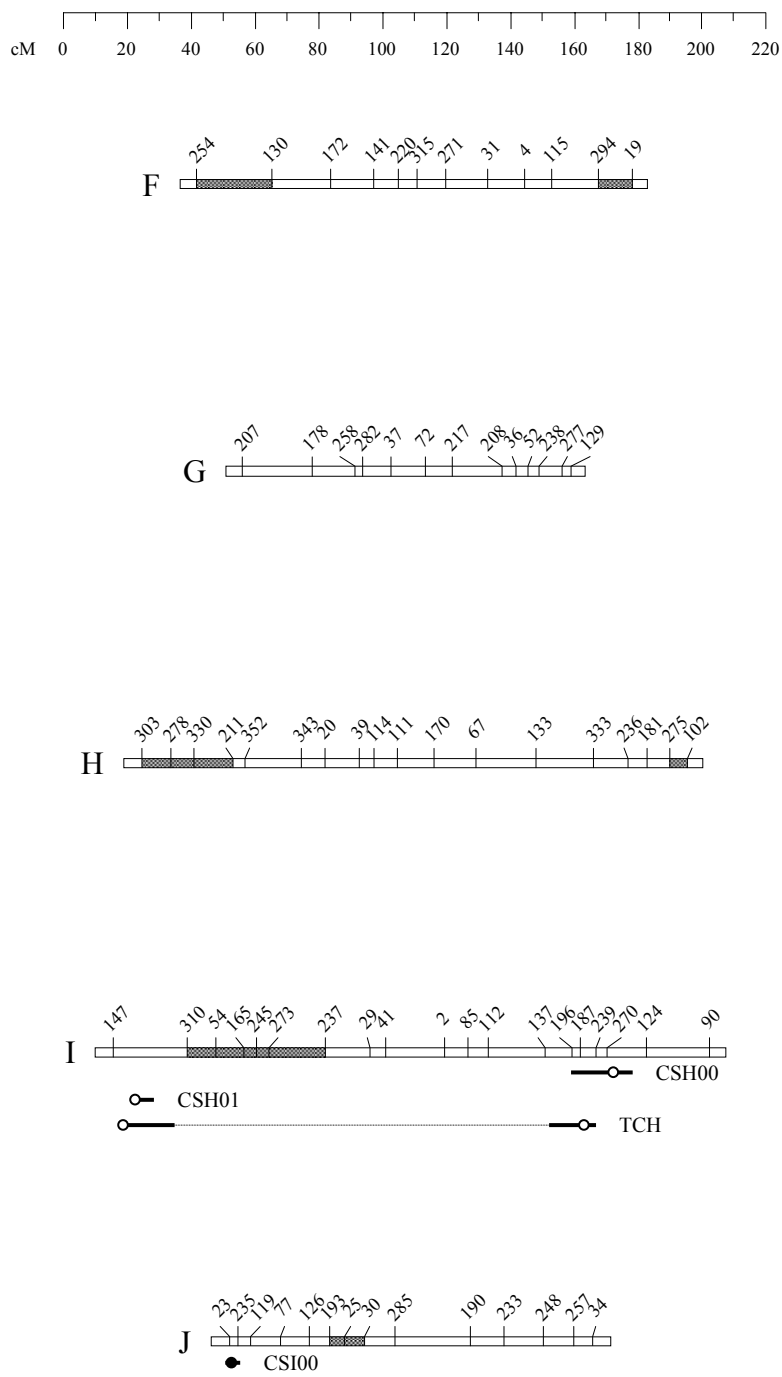 cM 0 20 40 60 80 100 120 140 160 180 200 220
254 130 172 141 220 315 271 31 4 115 294 19
F
207 178 258 282 37 72 217 208 36 52 238 277 129
G
303 278 330 211 352 343 20 39 114 111 170 67 133 333 236 181 275 102
H
147 310 54 165 245 273 237 29 41 2 85 112 137 196 187 239 270 124 90
I
CSH00
CSH01
TCH
23 235 119 77 126 193 25 30 285 190 233 248 257 34
J
CSI00